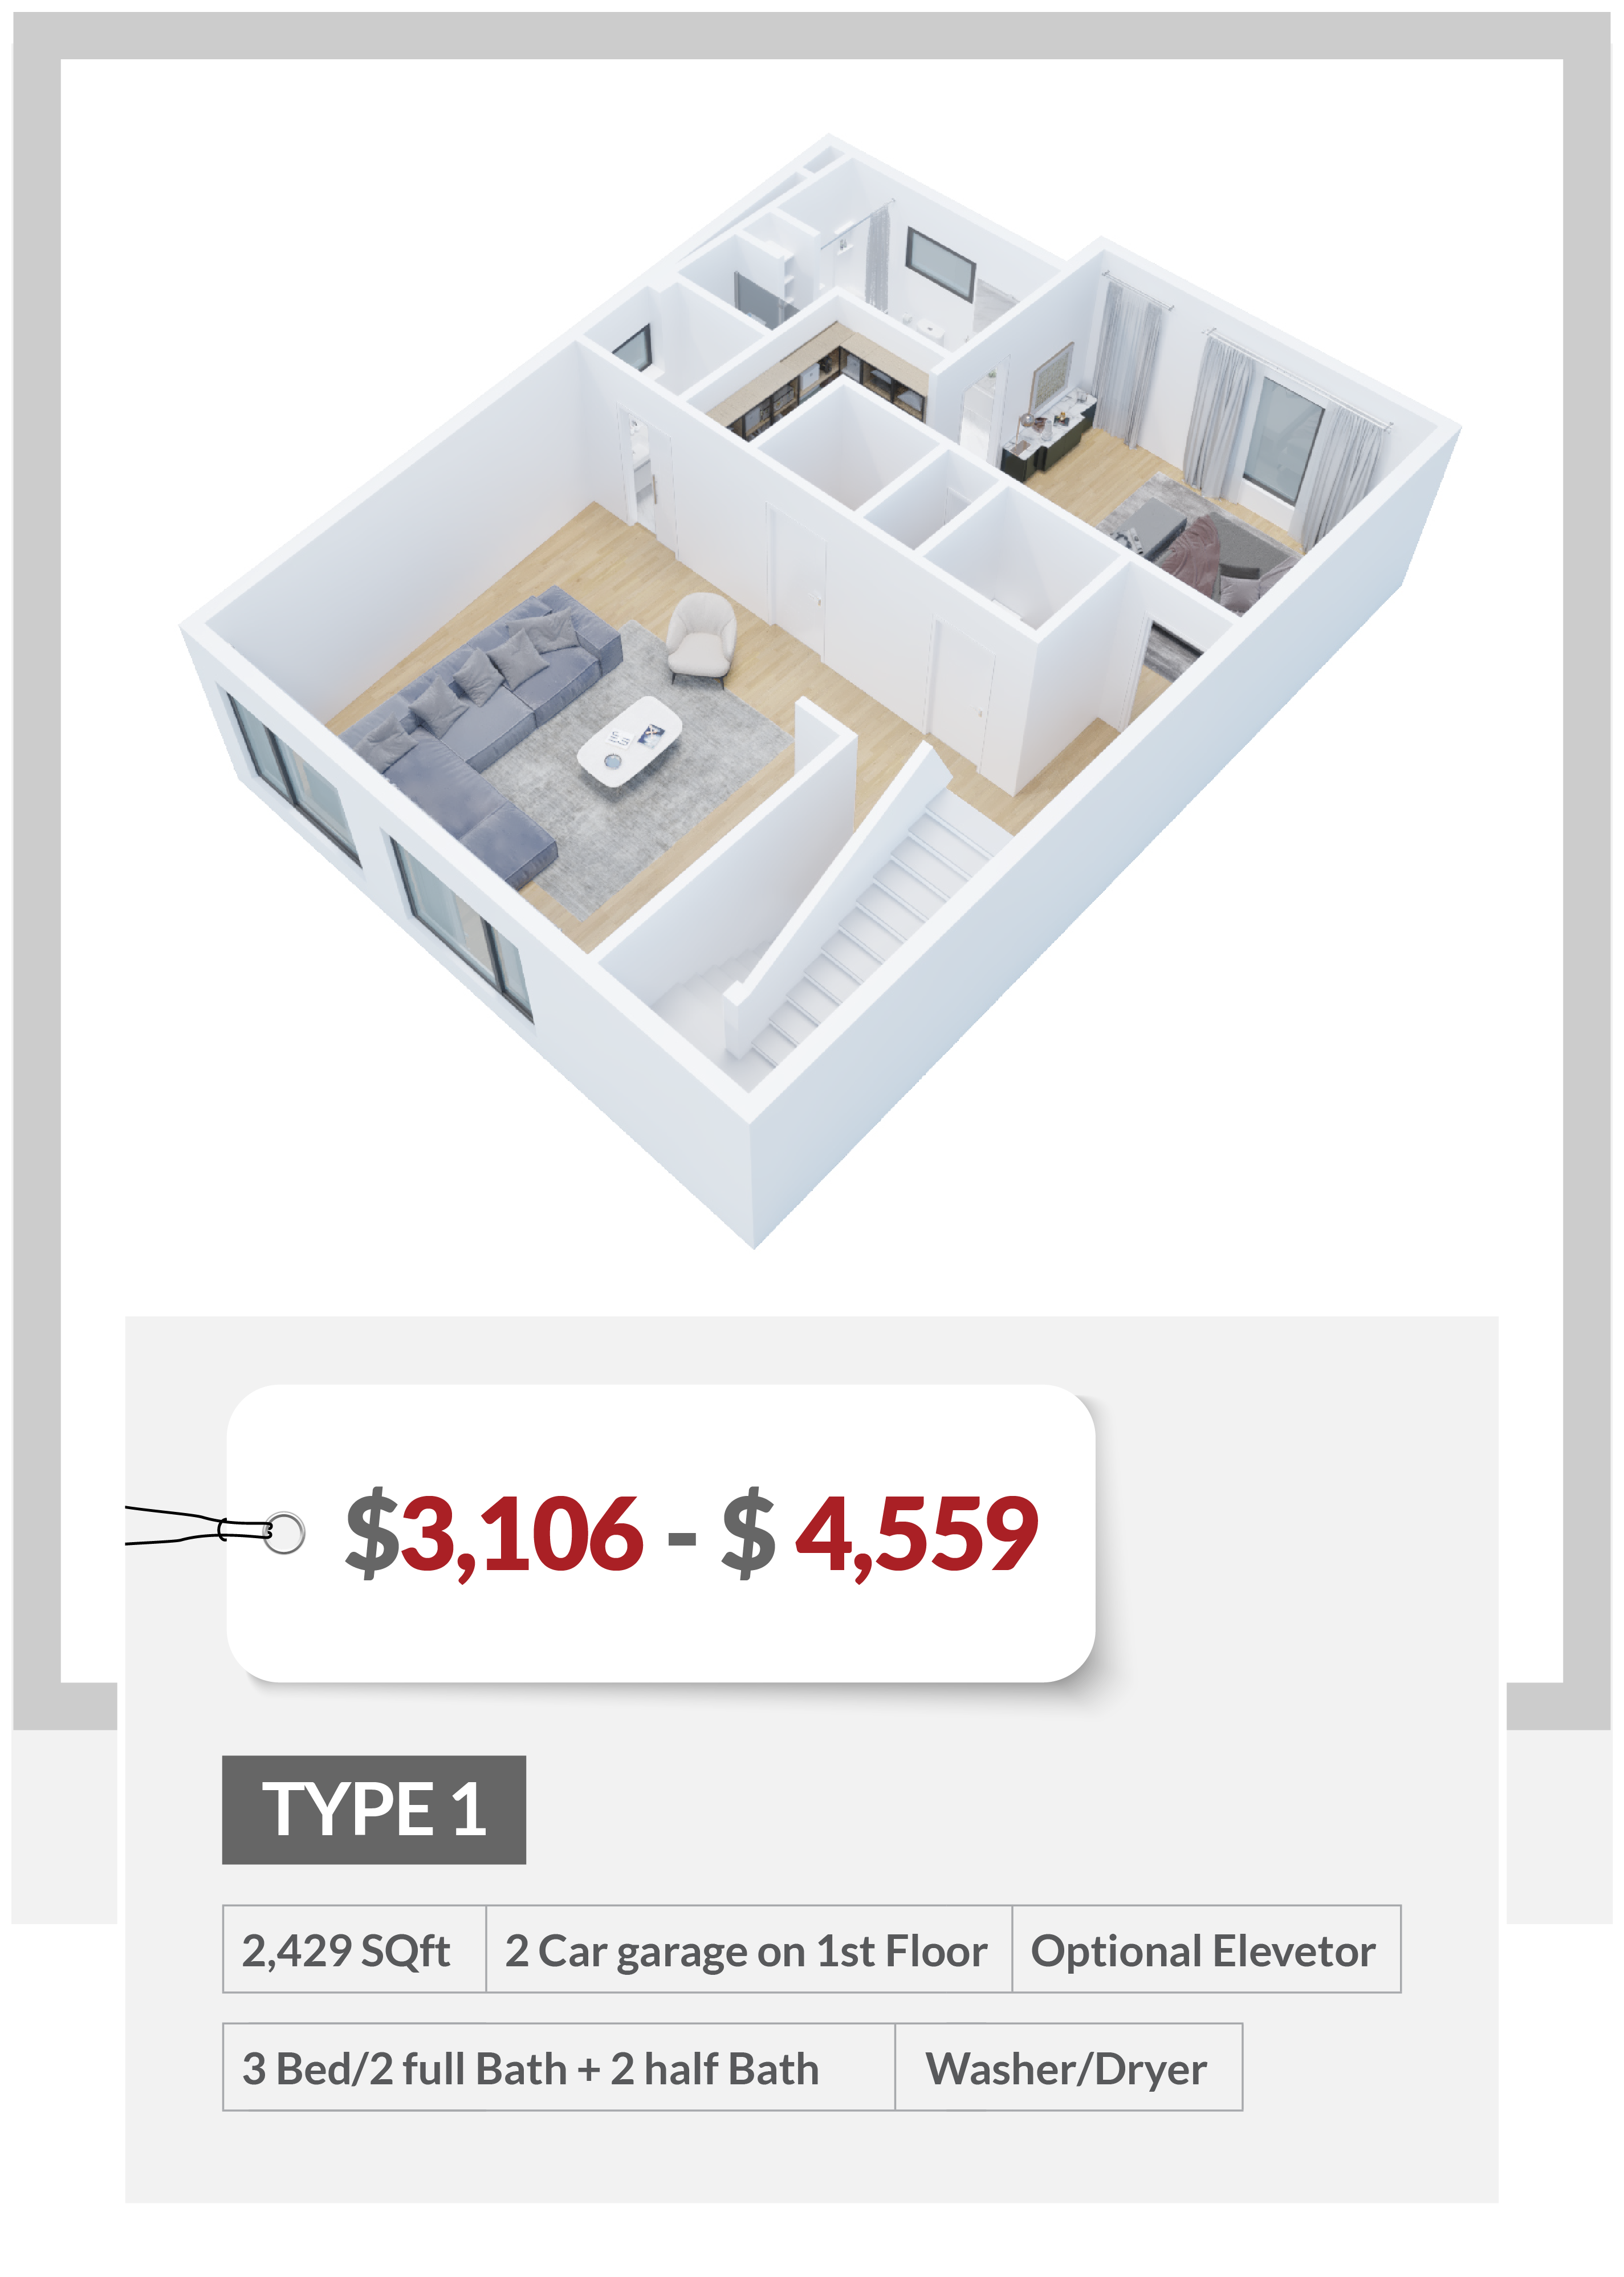 $3,106 - $ 4,559
TYPE 1
2,429 SQft 2 Car garage on 1st Floor Optional Elevetor
3 Bed/2 full Bath + 2 half Bath Washer/Dryer